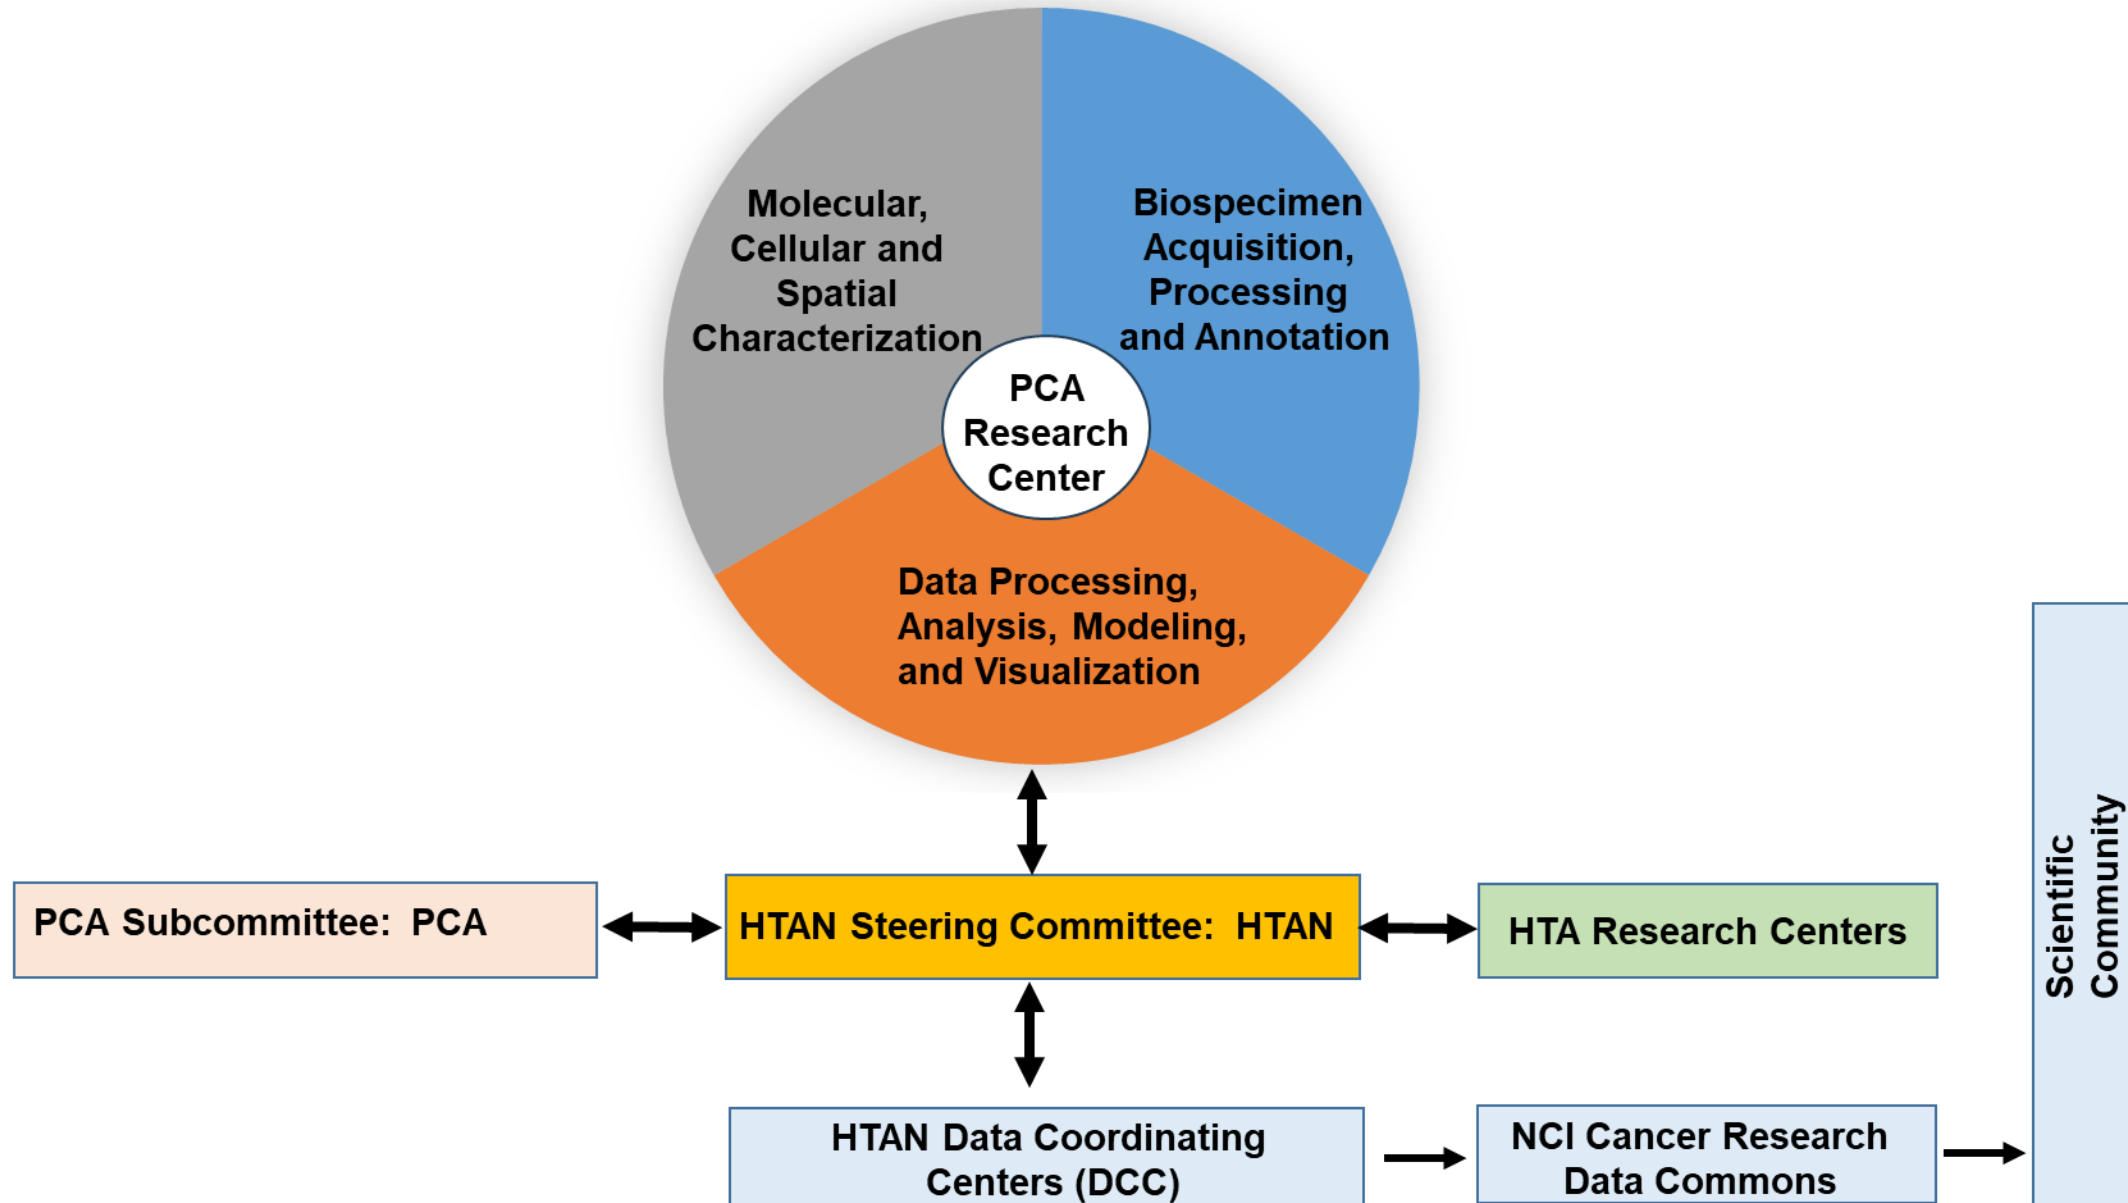 Molecular,
Cellular and
Spatial
Characterization
Biospecimen
Acquisition,
Processing
and Annotation
PCA
Research
Center
Data Processing,
Analysis, Modeling,
and Visualization
PCA Subcommittee: PCA
HTAN Steering Committee: HTAN
HTA Research Centers
Scientific
Community
HTAN Data Coordinating
Centers (DCC)
NCI Cancer Research
Data Commons